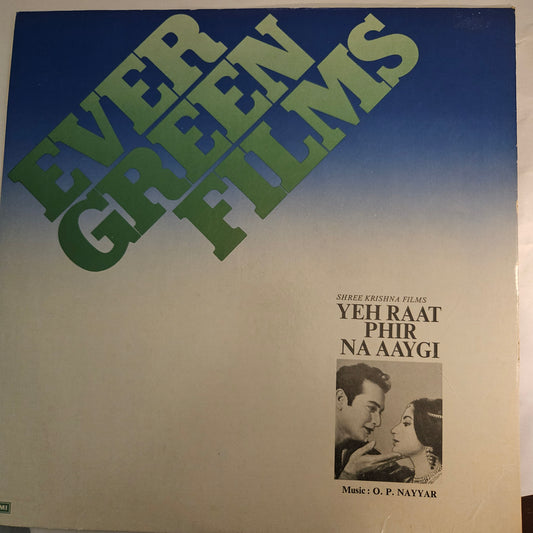 EVER
GREEN
FILMS
SHREE KRISHNA FILMS
YEH RAAT
PHIR
NA AAYGI
Music : O. P. NAYYAR